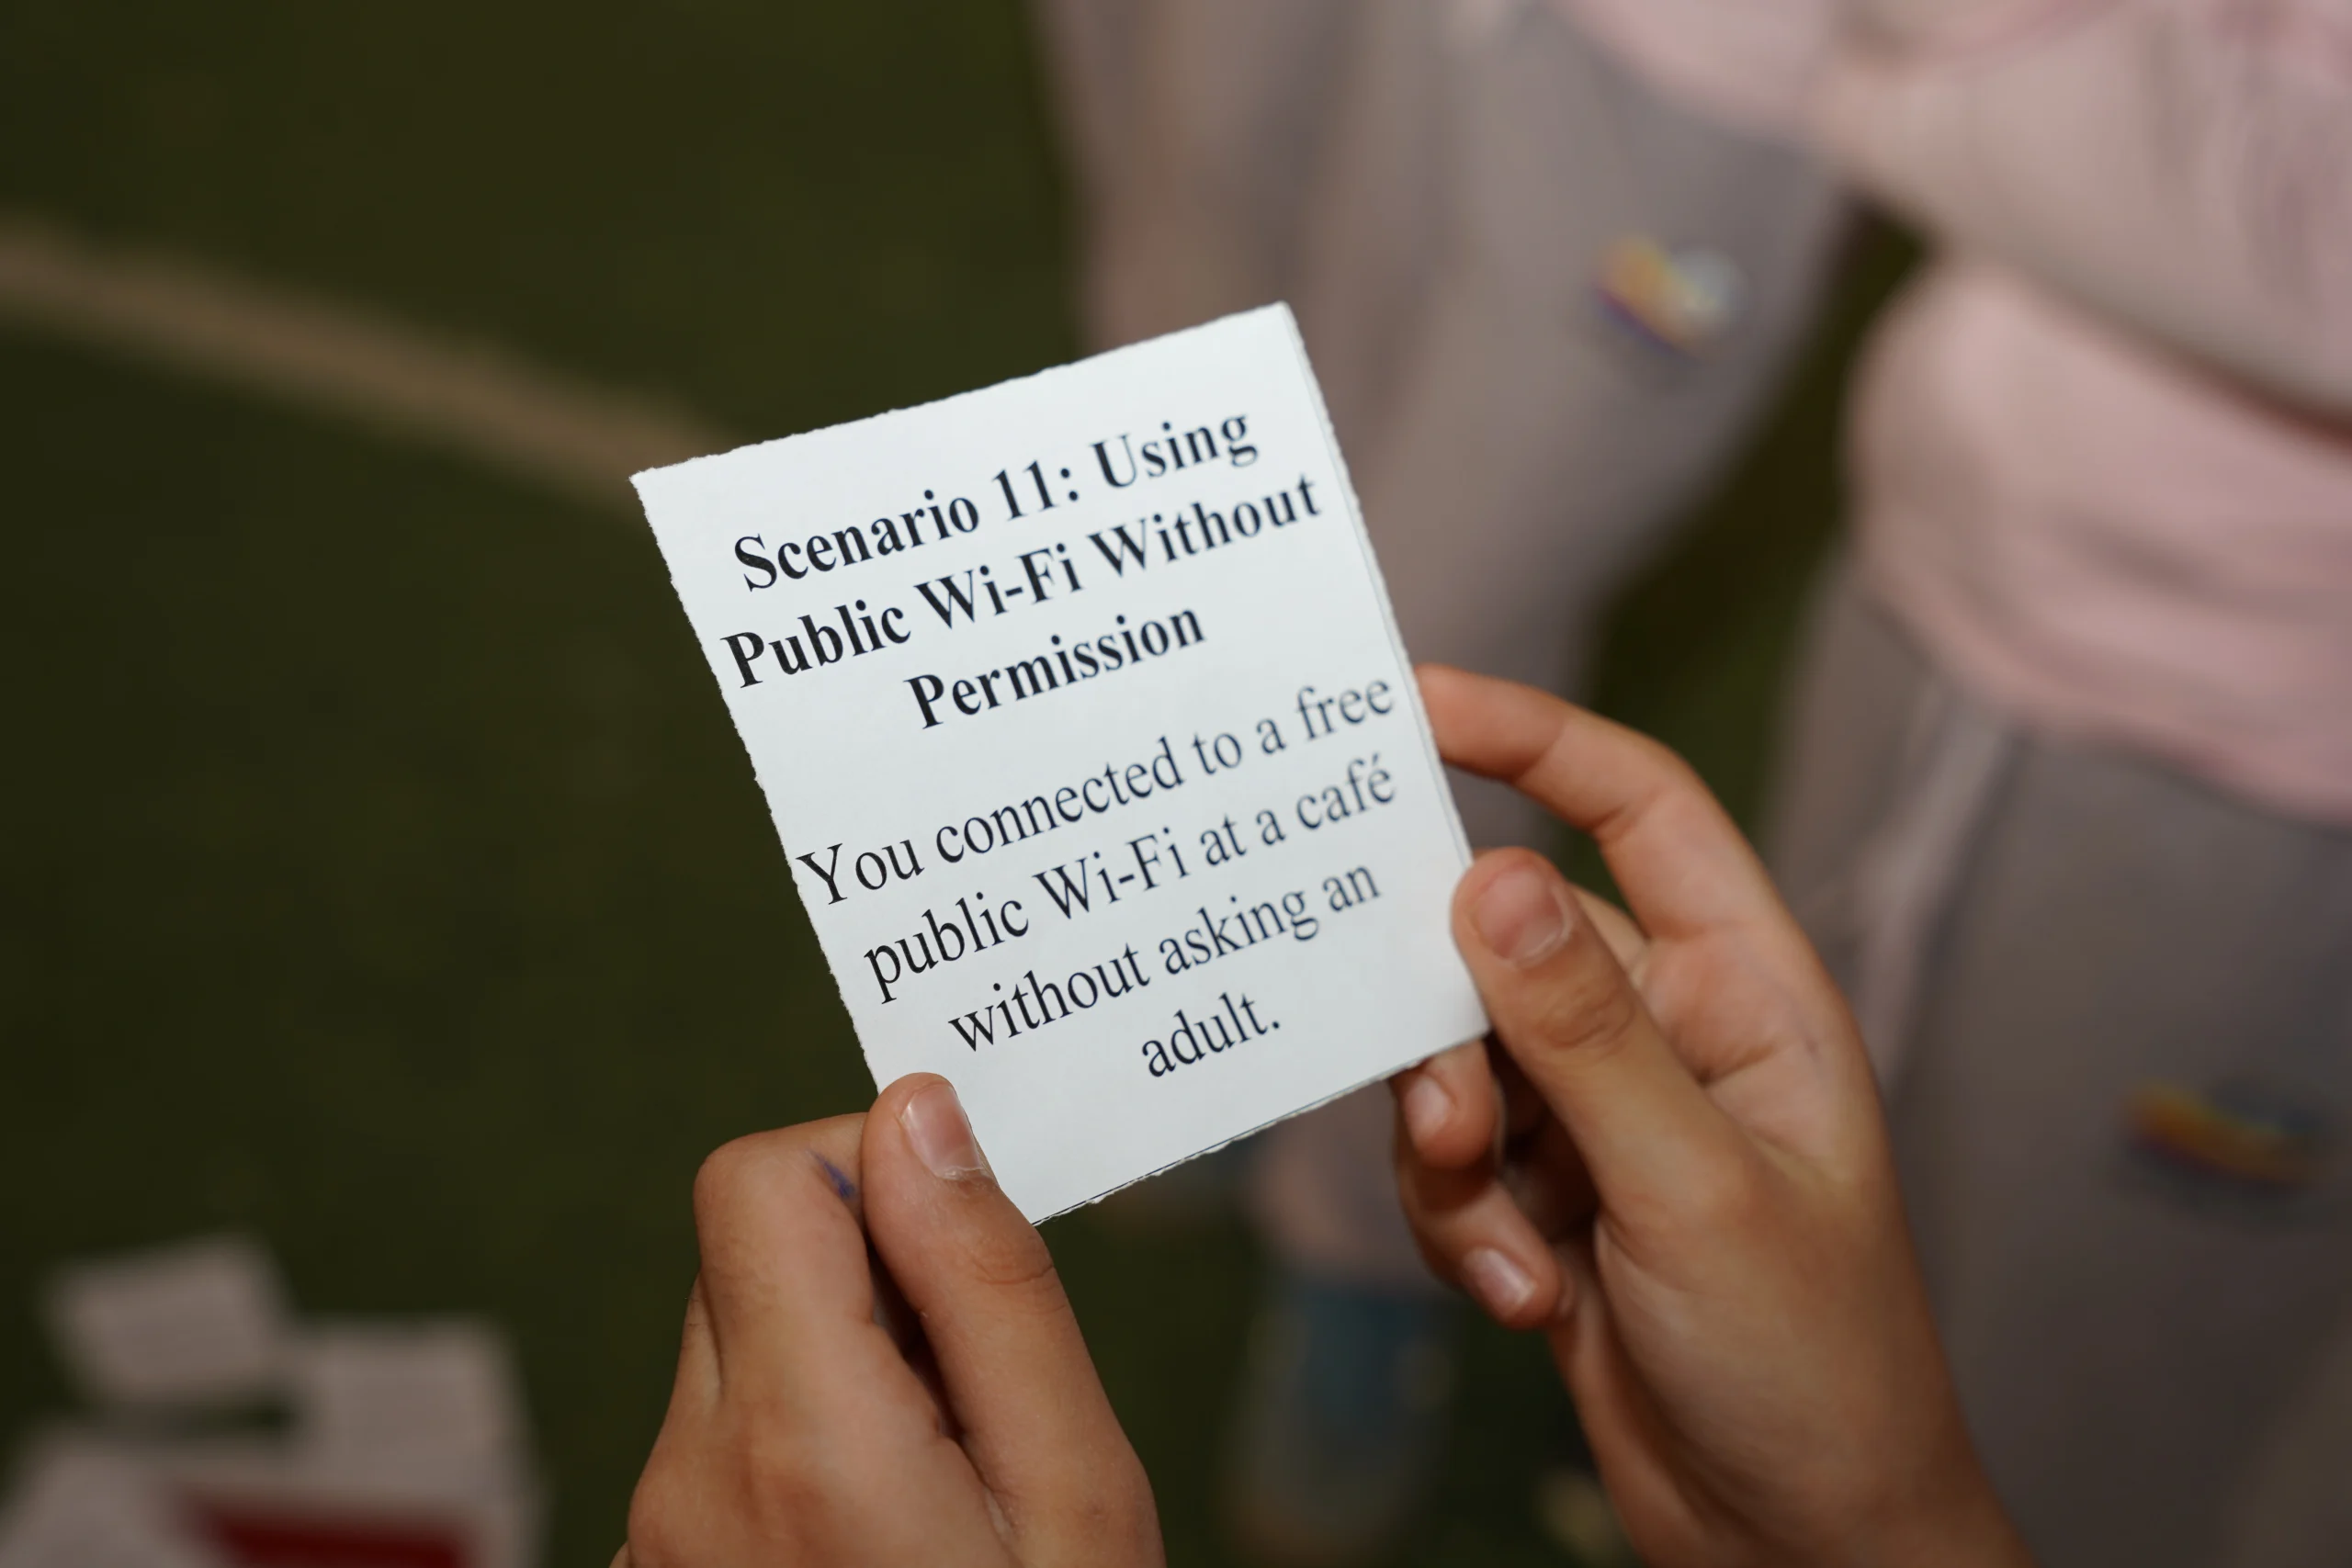 Scenario 11: Using
Public Wi-Fi Without
Permission
You connected to a free
public Wi-Fi at a café
without asking an
adult.